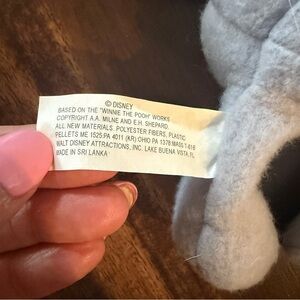 © DISNEY
BASED ON THE "WINNIE THE POOH" WORKS
COPYRIGHT A.A. MILNE AND E.H. SHEPARD
ALL NEW MATERIALS. POLYESTER FIBERS, PLASTIC
PELLETS ME 1525.PA 4011 (KR) OHIO PA 1378.MASS T-618
WALT DISNEY ATTRACTIONS, INC. LAKE BUENA VISTA, FL
MADE IN SRI LANKA